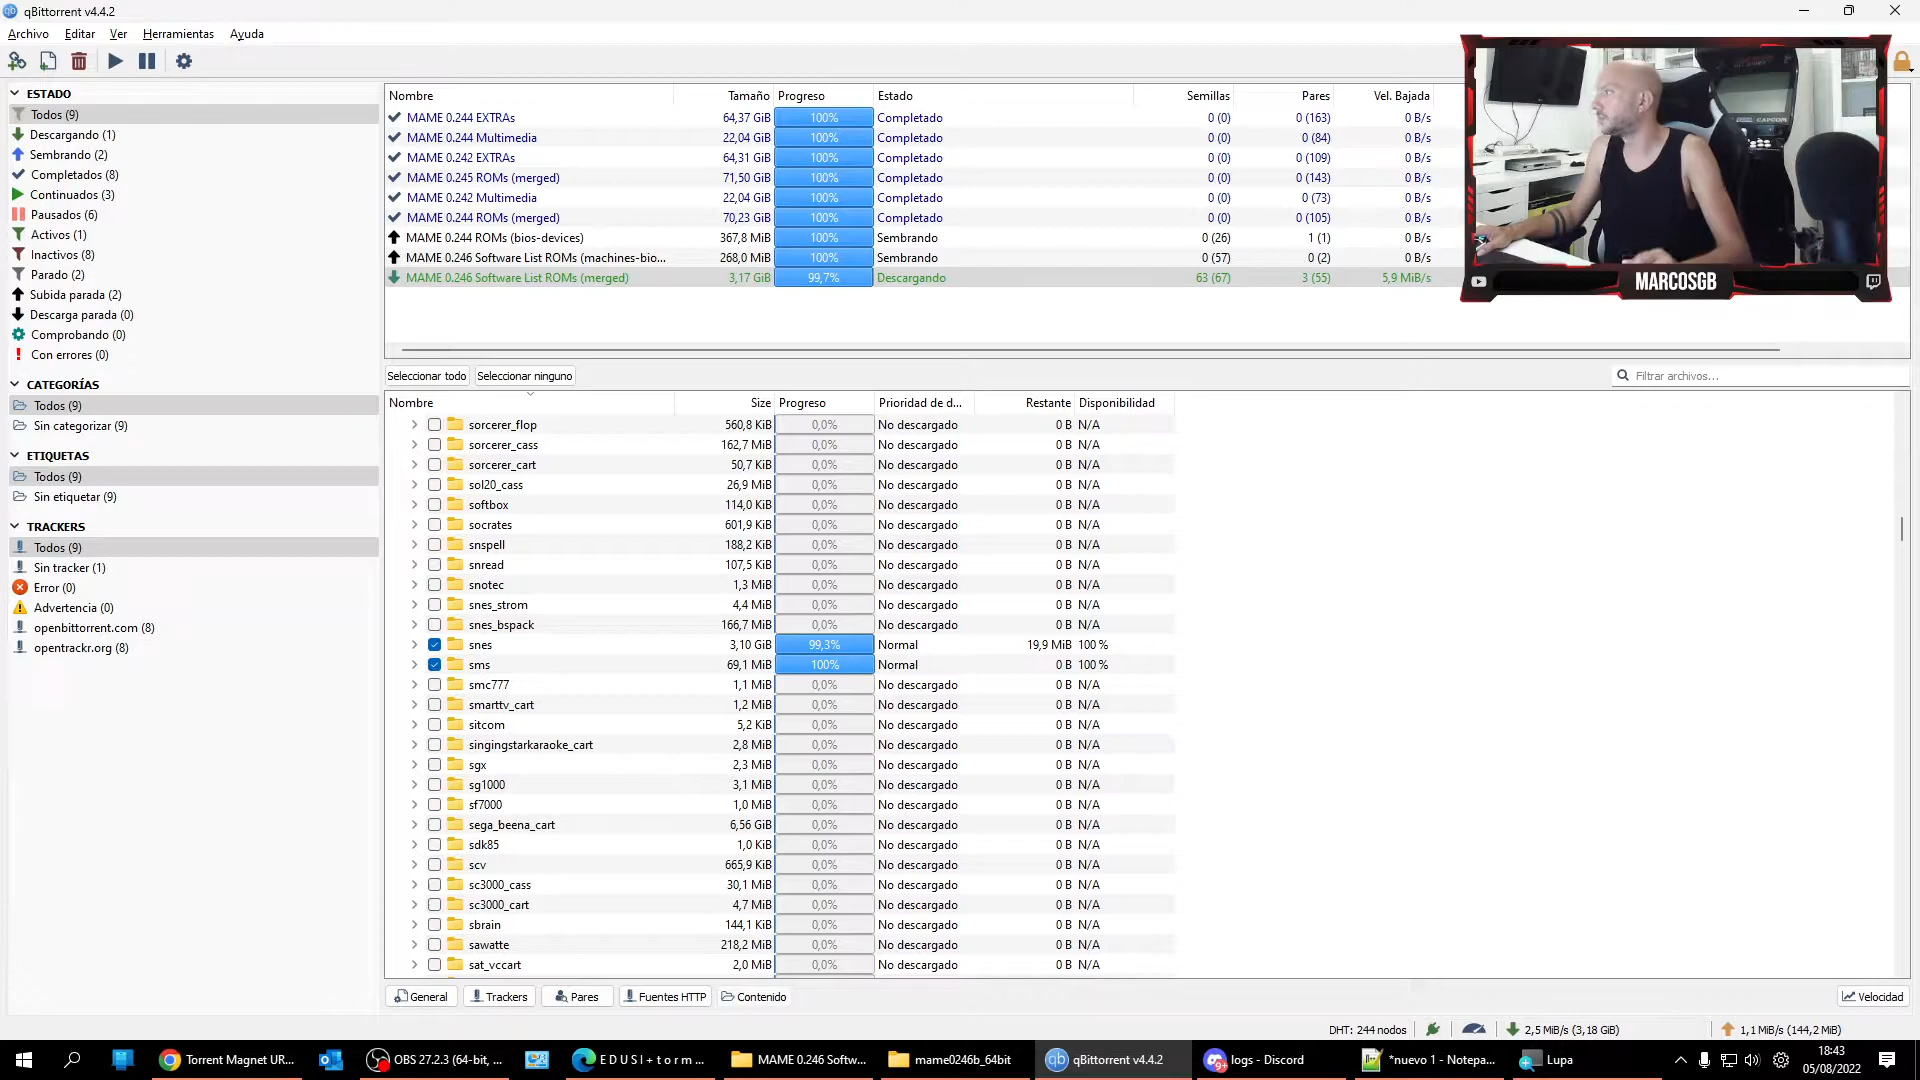 qBittorrent v4.4.2
Archivo Editar Ver Herramientas Ayuda
ESTADO
Todos (9)
Descargando (1)
Sembrando (2)
Completados (8)
Continuados (3)
Pausados (6)
Activos (1)
Inactivos (8)
Parado (2)
Subida parada (2)
Descarga parada (0)
Comprobando (0)
Con errores (0)
CATEGORÍAS
Todos (9)
Sin categorizar (9)
ETIQUETAS
Todos (9)
Sin etiquetar (9)
TRACKERS
Todos (9)
Sin tracker (1)
Error (0)
Advertencia (0)
openbittorrent.com (8)
opentrackr.org (8)
Nombre Tamaño Progreso Estado Semillas Pares Vel. Bajada
MAME 0.244 EXTRAs 64,37 GiB 100% Completado 0 (0) 0 (163) 0 B/s
MAME 0.244 Multimedia 22,04 GiB 100% Completado 0 (0) 0 (84) 0 B/s
MAME 0.242 EXTRAs 64,31 GiB 100% Completado 0 (0) 0 (109) 0 B/s
MAME 0.245 ROMs (merged) 71,50 GiB 100% Completado 0 (0) 0 (143) 0 B/s
MAME 0.242 Multimedia 22,04 GiB 100% Completado 0 (0) 0 (73) 0 B/s
MAME 0.244 ROMs (merged) 70,23 GiB 100% Completado 0 (0) 0 (105) 0 B/s
MAME 0.244 ROMs (bios-devices) 367,8 MiB 100% Sembrando 0 (26) 1 (1) 0 B/s
MAME 0.246 Software List ROMs (machines-bio... 268,0 MiB 100% Sembrando 0 (57) 0 (2) 0 B/s
MAME 0.246 Software List ROMs (merged) 3,17 GiB 99,7% Descargando 63 (67) 3 (55) 5,9 MiB/s
CAPCOM
MARCOSGB
Seleccionar todo Seleccionar ninguno Filtrar archivos...
Nombre Size Progreso Prioridad de d... Restante Disponibilidad
sorcerer_flop 560,8 KiB 0,0% No descargado 0 B N/A
sorcerer_cass 162,7 MiB 0,0% No descargado 0 B N/A
sorcerer_cart 50,7 KiB 0,0% No descargado 0 B N/A
sol20_cass 26,9 MiB 0,0% No descargado 0 B N/A
softbox 114,0 KiB 0,0% No descargado 0 B N/A
socrates 601,9 KiB 0,0% No descargado 0 B N/A
snspell 188,2 KiB 0,0% No descargado 0 B N/A
snread 107,5 KiB 0,0% No descargado 0 B N/A
snotec 1,3 MiB 0,0% No descargado 0 B N/A
snes_strom 4,4 MiB 0,0% No descargado 0 B N/A
snes_bspack 166,7 MiB 0,0% No descargado 0 B N/A
snes 3,10 GiB 99,3% Normal 19,9 MiB 100 %
sms 69,1 MiB 100% Normal 0 B 100 %
smc777 1,1 MiB 0,0% No descargado 0 B N/A
smarttv_cart 1,2 MiB 0,0% No descargado 0 B N/A
sitcom 5,2 KiB 0,0% No descargado 0 B N/A
singingstarkaraoke_cart 2,8 MiB 0,0% No descargado 0 B N/A
sgx 2,3 MiB 0,0% No descargado 0 B N/A
sg1000 3,1 MiB 0,0% No descargado 0 B N/A
sf7000 1,0 MiB 0,0% No descargado 0 B N/A
sega_beena_cart 6,56 GiB 0,0% No descargado 0 B N/A
sdk85 1,0 KiB 0,0% No descargado 0 B N/A
scv 665,9 KiB 0,0% No descargado 0 B N/A
sc3000_cass 30,1 MiB 0,0% No descargado 0 B N/A
sc3000_cart 4,7 MiB 0,0% No descargado 0 B N/A
sbrain 144,1 KiB 0,0% No descargado 0 B N/A
sawatte 218,2 MiB 0,0% No descargado 0 B N/A
sat_vccart 2,0 MiB 0,0% No descargado 0 B N/A
General Trackers Pares Fuentes HTTP Contenido Velocidad
DHT: 244 nodos 2,5 MiB/s (3,18 GiB) 1,1 MiB/s (144,2 MiB)
Torrent Magnet UR... OBS 27.2.3 (64-bit, ... E D U S I + t o r m ... MAME 0.246 Softw... mame0246b_64bit qBittorrent v4.4.2 logs - Discord *nuevo 1 - Notepa... Lupa
18:43
05/08/2022